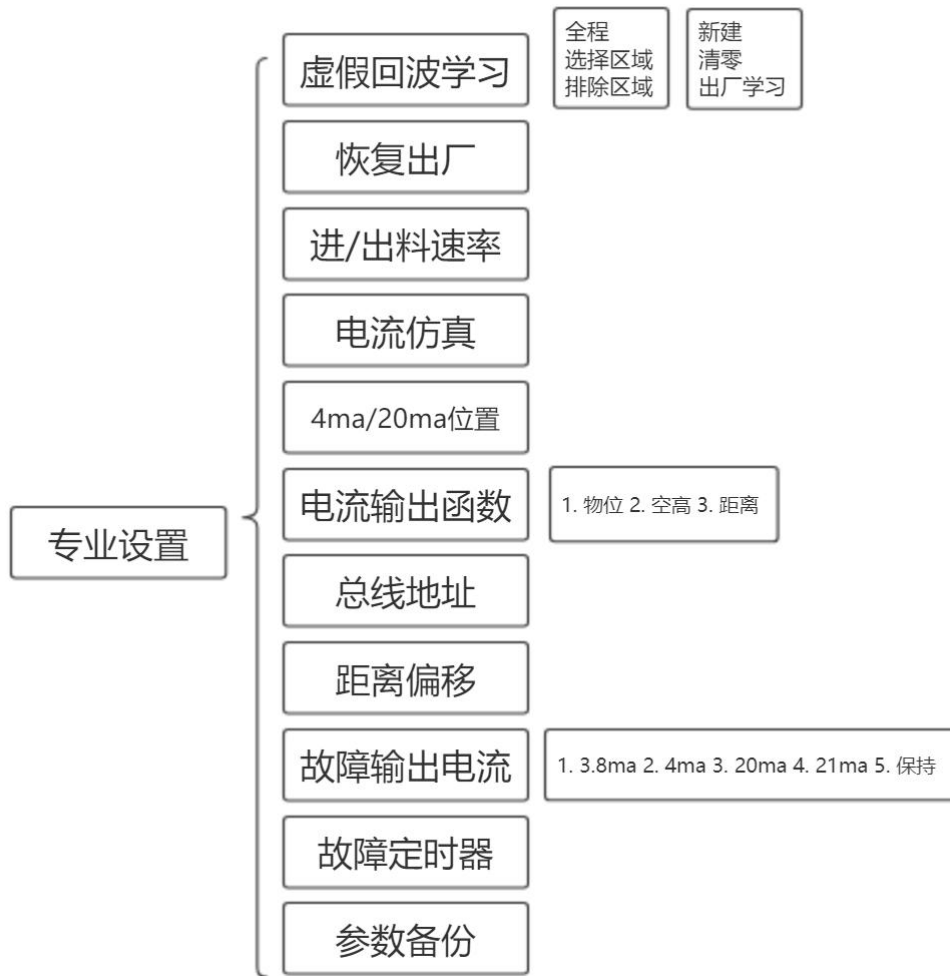 虚假回波学习
全程
选择区域
排除区域
新建
清零
出厂学习
恢复出厂
进/出料速率
电流仿真
4ma/20ma位置
电流输出函数
1. 物位 2. 空高 3. 距离
专业设置
总线地址
距离偏移
故障输出电流
1. 3.8ma 2. 4ma 3. 20ma 4. 21ma 5. 保持
故障定时器
参数备份